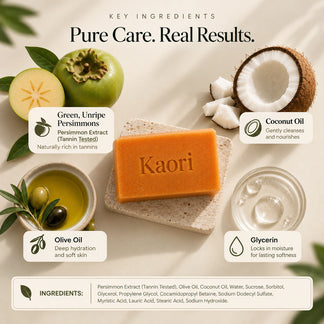 KEY INGREDIENTS
Pure Care. Real Results.
Green, Unripe
Persimmons
Persimmon Extract
(Tannin Tested)
Naturally rich in tannins
Coconut Oil
Gently cleanses
and nourishes
Kaori
Olive Oil
Deep hydration
and soft skin
Glycerin
Locks in moisture
for lasting softness
INGREDIENTS:
Persimmon Extract (Tannin Tested), Olive Oil, Coconut Oil, Water, Sucrose, Sorbitol,
Glycerol, Propylene Glycol, Cocamidopropyl Betaine, Sodium Dodecyl Sulfate,
Myristic Acid, Lauric Acid, Stearic Acid, Sodium Hydroxide.